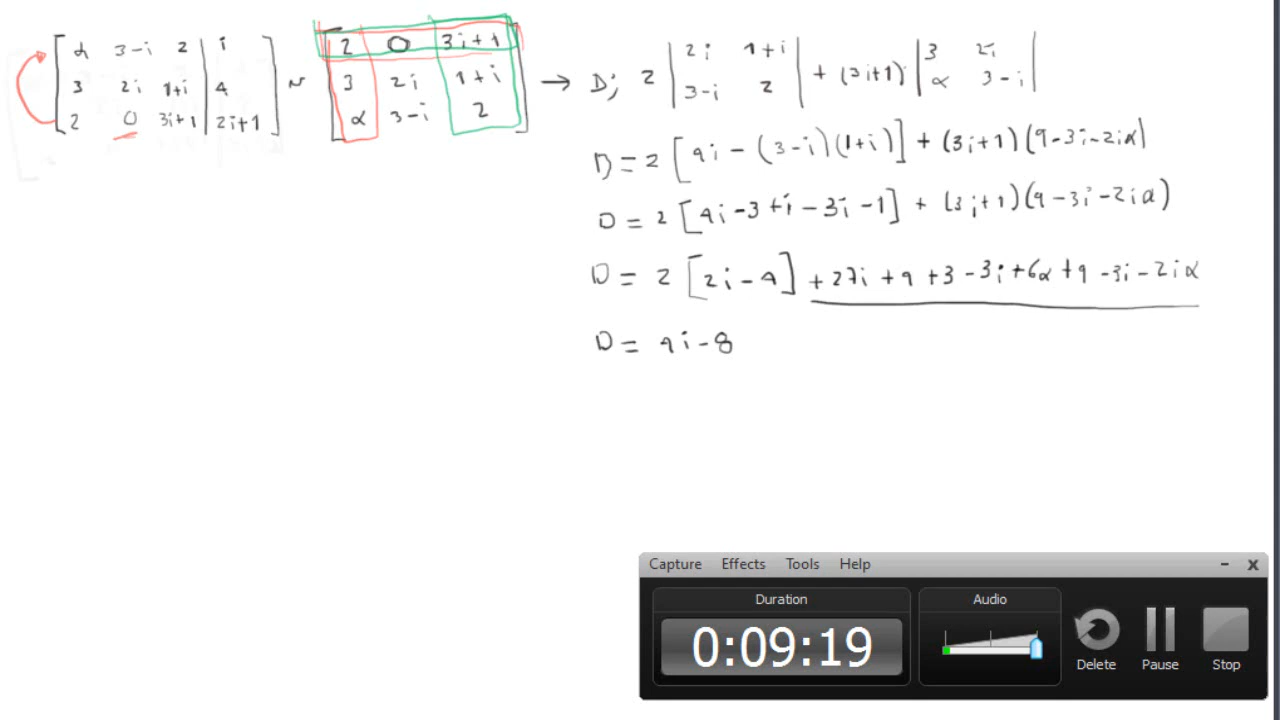 α 3-i 2 | i
3 2i 1+i | 4
2 0 3i+1 | 2i+1
~
2 0 3i+1
3 2i 1+i
α 3-i 2
→ D; 2 | 2i 1+i | + (3i+1) | 3 2i |
| 3-i 2 | | α 3-i |
D = 2 [4i - (3-i)(1+i)] + (3i+1)(9-3i-2iα)
D = 2 [4i -3 +i - 3i -1] + (3i+1)(9-3i-2iα)
D = 2 [2i - 4] + 27i + 9 + 3 - 3i + 6α + 9 - 3i - 2iα
D = 4i - 8
Capture Effects Tools Help
Duration
0:09:19
Audio
Delete Pause Stop